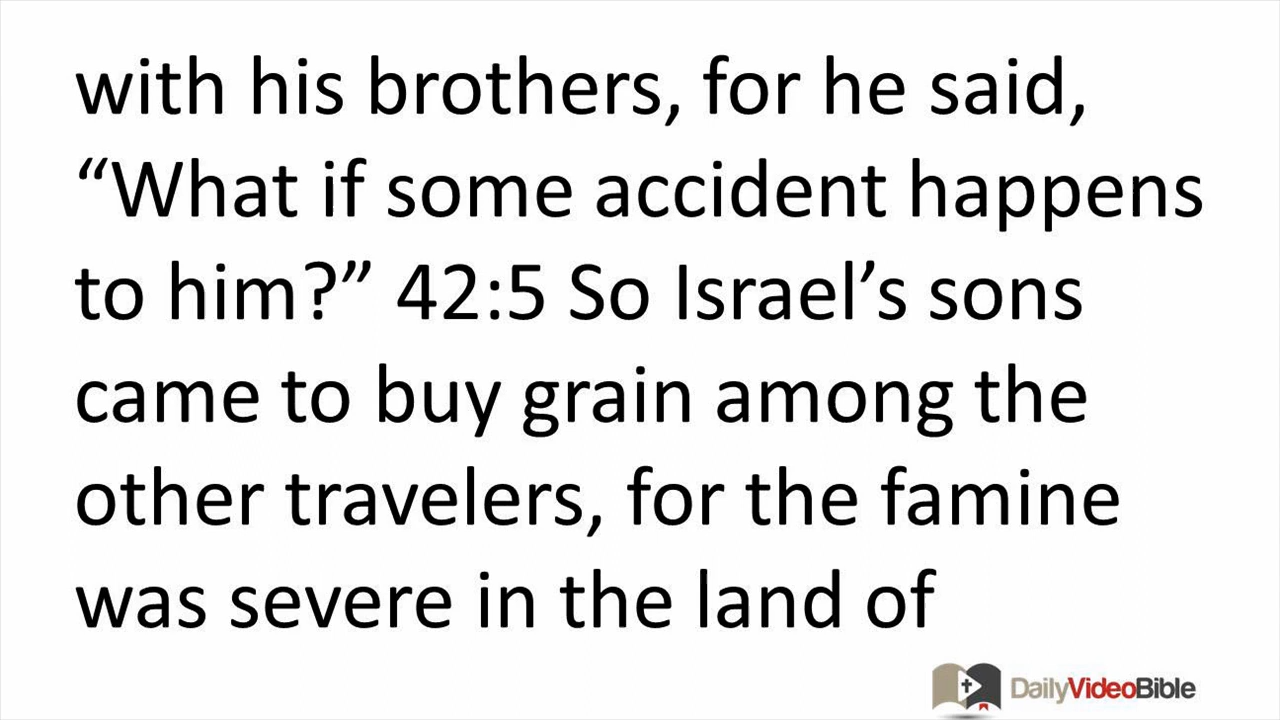 with his brothers, for he said,
“What if some accident happens
to him?” 42:5 So Israel’s sons
came to buy grain among the
other travelers, for the famine
was severe in the land of
DailyVideoBible